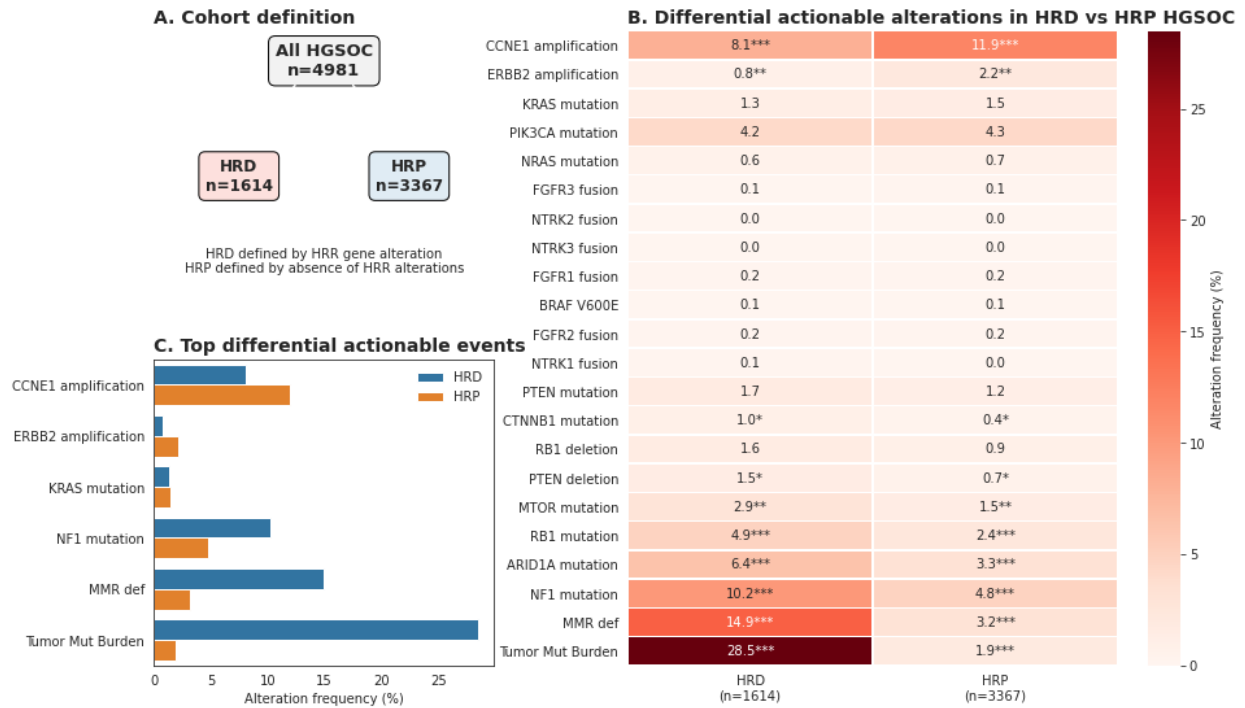 A. Cohort definition
All HGSOC
n=4981
HRD
n=1614
HRP
n=3367
HRD defined by HRR gene alteration
HRP defined by absence of HRR alterations
B. Differential actionable alterations in HRD vs HRP HGSOC
CCNE1 amplification 8.1*** 11.9***
ERBB2 amplification 0.8** 2.2**
KRAS mutation 1.3 1.5
PIK3CA mutation 4.2 4.3
NRAS mutation 0.6 0.7
FGFR3 fusion 0.1 0.1
NTRK2 fusion 0.0 0.0
NTRK3 fusion 0.0 0.0
FGFR1 fusion 0.2 0.2
BRAF V600E 0.1 0.1
FGFR2 fusion 0.2 0.2
NTRK1 fusion 0.1 0.0
PTEN mutation 1.7 1.2
CTNNB1 mutation 1.0* 0.4*
RB1 deletion 1.6 0.9
PTEN deletion 1.5* 0.7*
MTOR mutation 2.9** 1.5**
RB1 mutation 4.9*** 2.4***
ARID1A mutation 6.4*** 3.3***
NF1 mutation 10.2*** 4.8***
MMR def 14.9*** 3.2***
Tumor Mut Burden 28.5*** 1.9***
HRD
(n=1614)
HRP
(n=3367)
25
20
15
10
5
0
Alteration frequency (%)
C. Top differential actionable events
HRD
HRP
CCNE1 amplification
ERBB2 amplification
KRAS mutation
NF1 mutation
MMR def
Tumor Mut Burden
0 5 10 15 20 25
Alteration frequency (%)